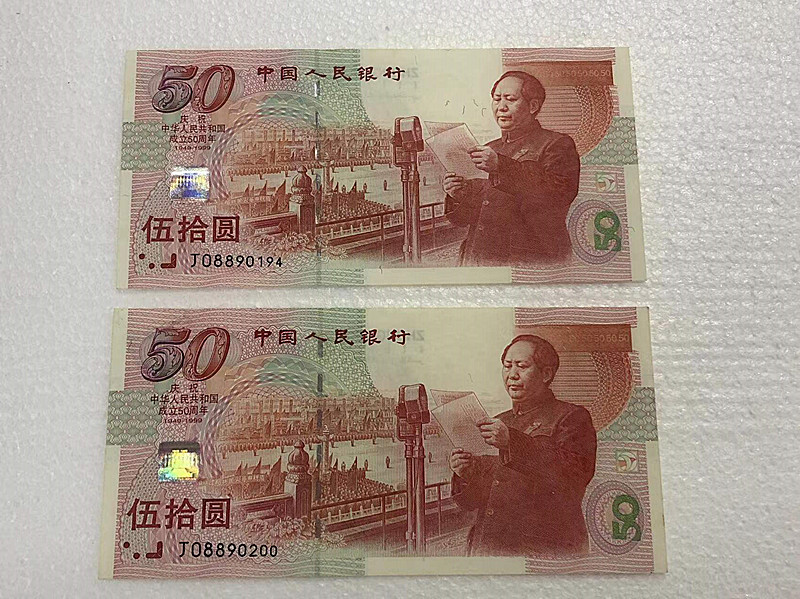 50 中国人民银行
庆祝
中华人民共和国
成立50周年
1949-1999
伍拾圆
J08890194
50
50 中国人民银行
庆祝
中华人民共和国
成立50周年
1949-1999
伍拾圆
J08890200
50